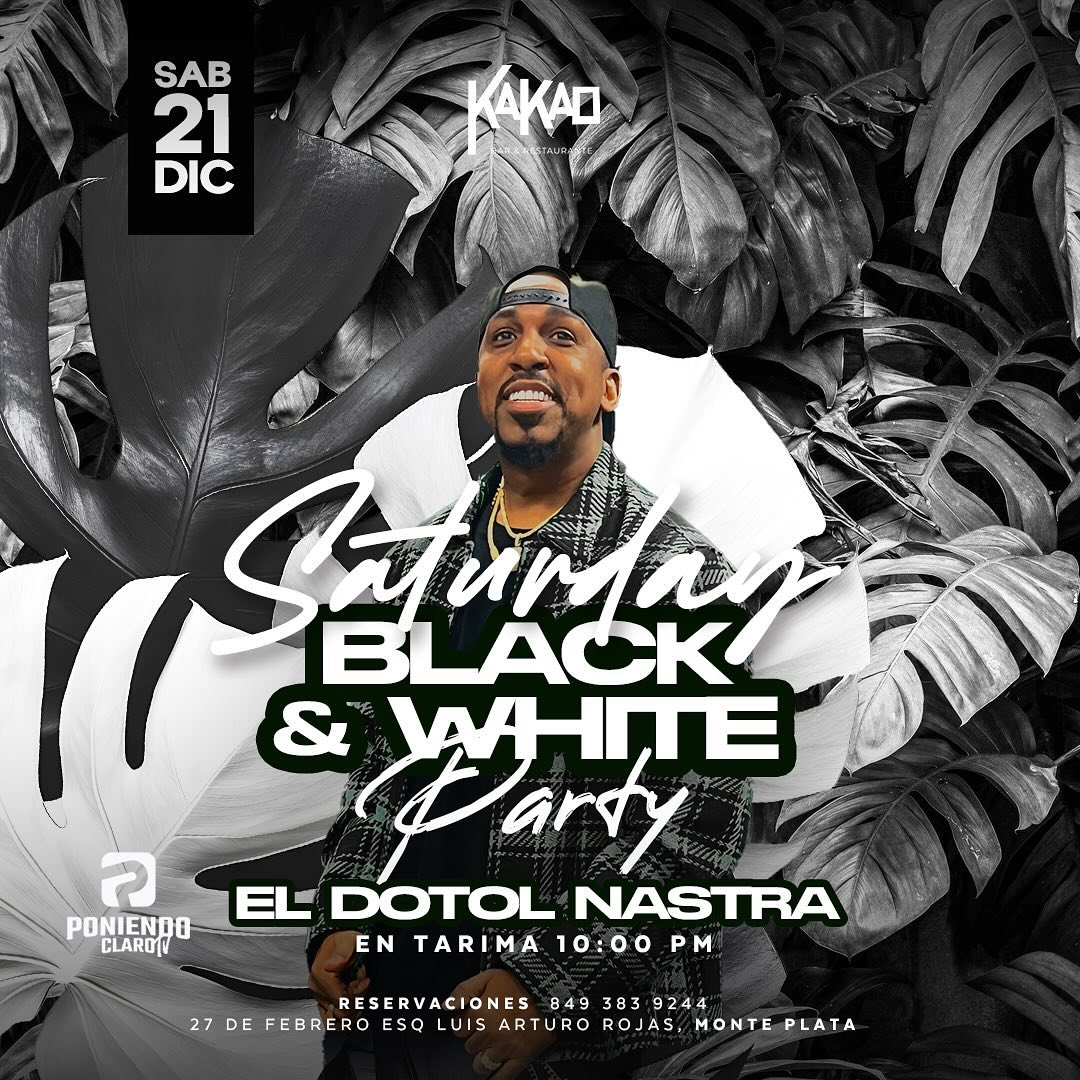 SAB
21
DIC
KAKAO
BAR & RESTAURANTE
Saturday
BLACK
& WHITE
Party
EL DOTOL NASTRA
EN TARIMA 10:00 PM
PONIENDO
CLARO TV
RESERVACIONES 849 383 9244
27 DE FEBRERO ESQ LUIS ARTURO ROJAS, MONTE PLATA